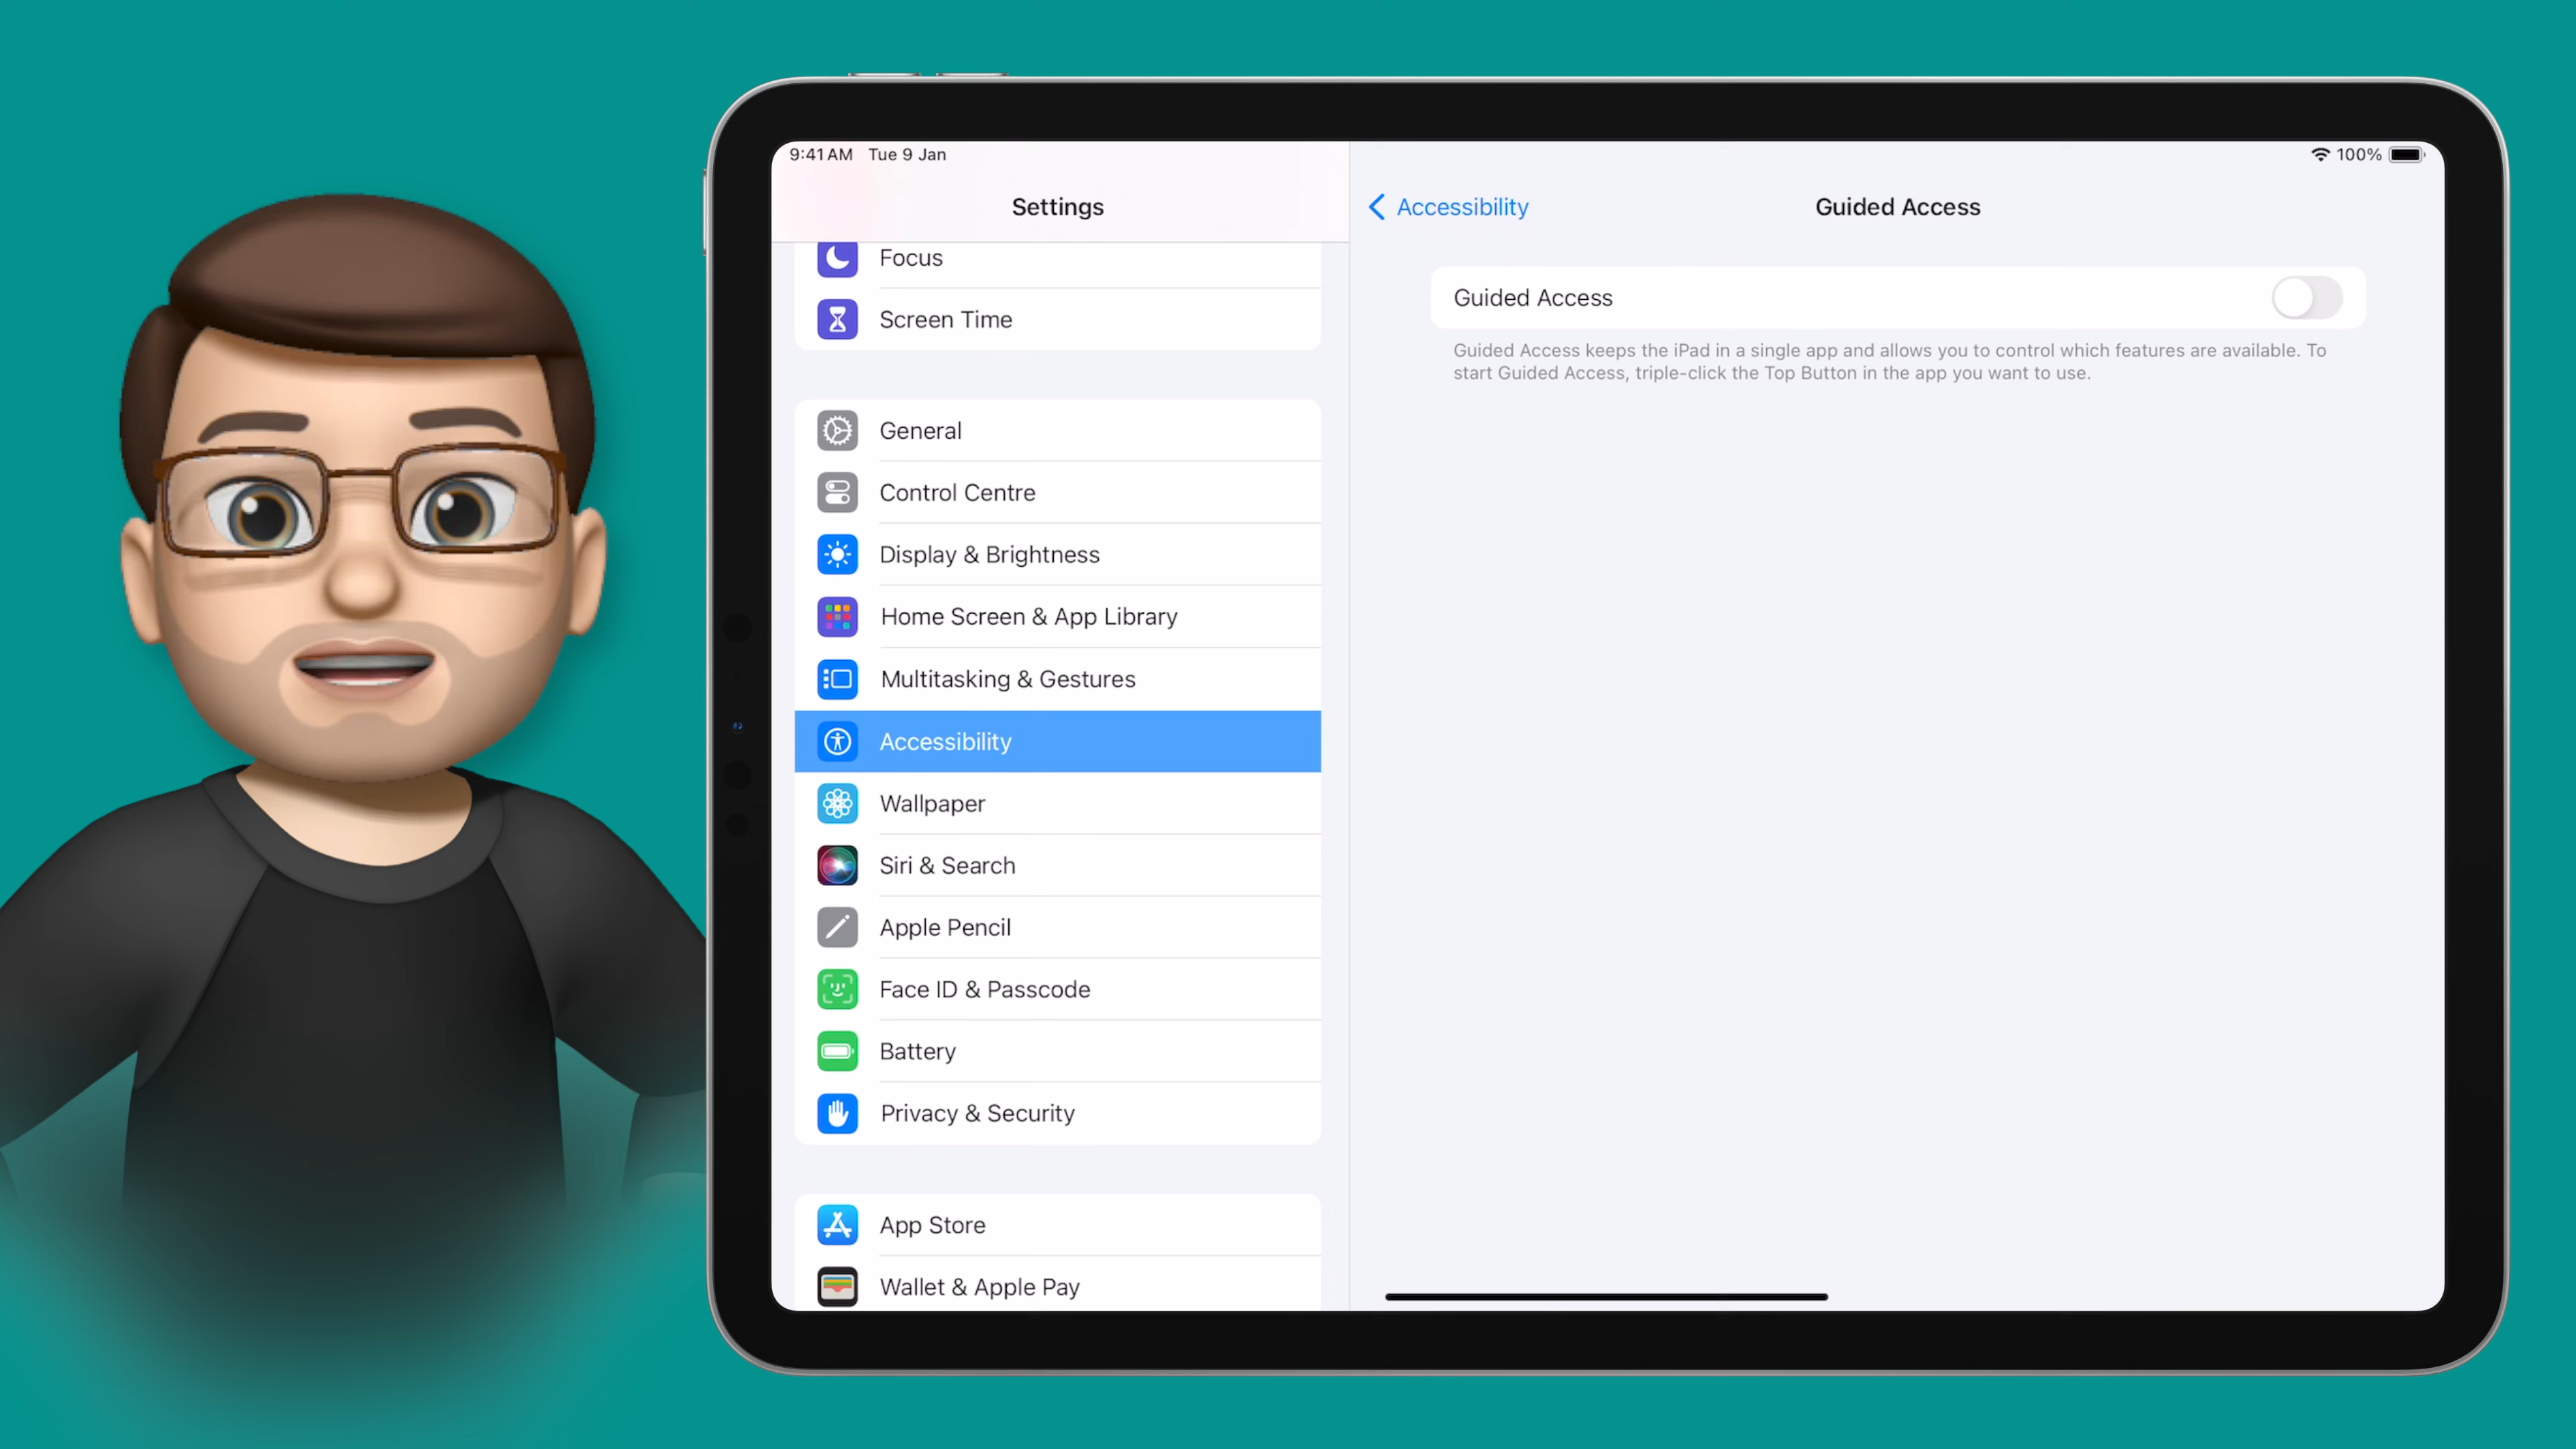 9:41 AM Tue 9 Jan
100%
Settings
Accessibility
Guided Access
Focus
Screen Time
General
Control Centre
Display & Brightness
Home Screen & App Library
Multitasking & Gestures
Accessibility
Wallpaper
Siri & Search
Apple Pencil
Face ID & Passcode
Battery
Privacy & Security
App Store
Wallet & Apple Pay
Guided Access
Guided Access keeps the iPad in a single app and allows you to control which features are available. To
start Guided Access, triple-click the Top Button in the app you want to use.